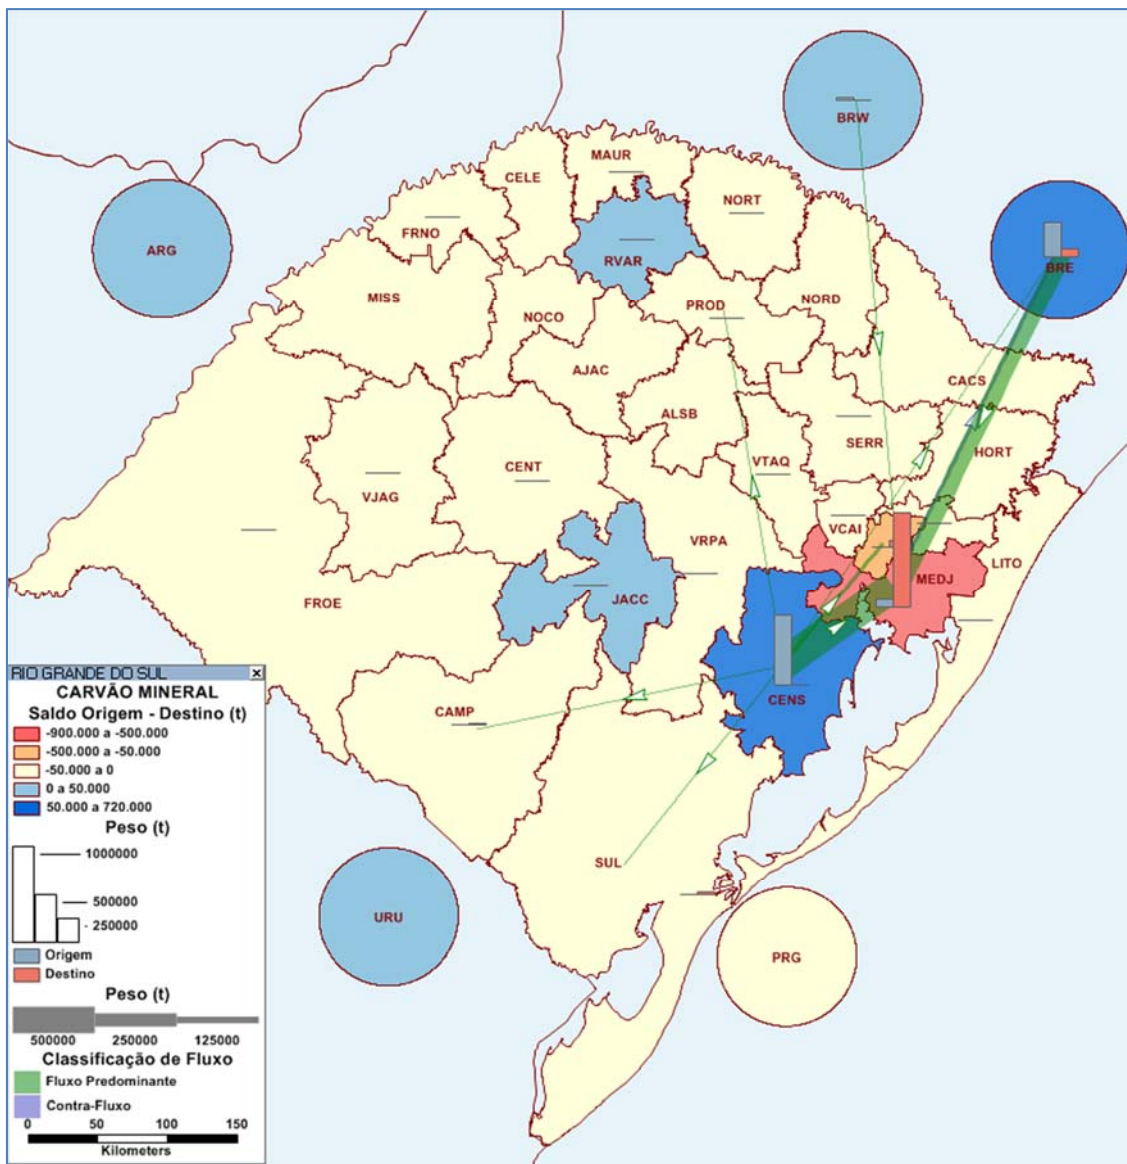 BRW
MAUR
CELE
NORT
FRNO
ARG
RVAR
BRE
MISS
NOCO
PROD
NORD
AJAC
CACS
ALSB
SERR
HORT
VTAQ
CENT
VJAG
VCAI
VRPA
MEDJ
LITO
FROE
JACC
CENS
CAMP
SUL
URU
PRG
RIO GRANDE DO SUL
CARVÃO MINERAL
Saldo Origem - Destino (t)
-900.000 a -500.000
-500.000 a -50.000
-50.000 a 0
0 a 50.000
50.000 a 720.000
Peso (t)
1000000
500000
250000
Origem
Destino
Peso (t)
500000 250000 125000
Classificação de Fluxo
Fluxo Predominante
Contra-Fluxo
0 50 100 150
Kilometers